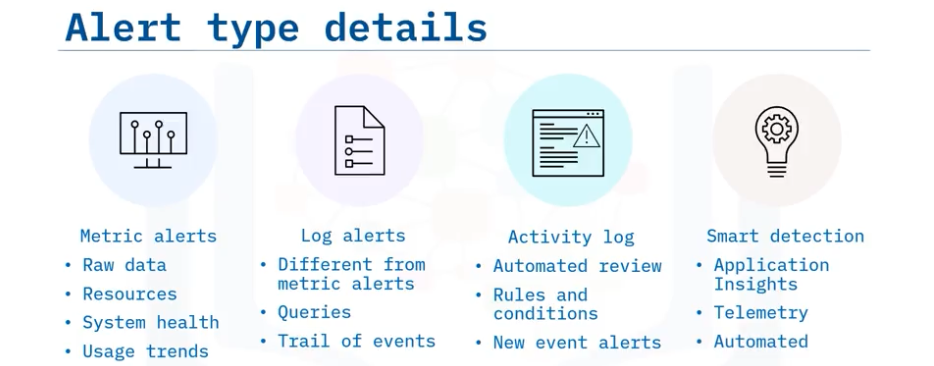 Alert type details
Metric alerts
• Raw data
• Resources
• System health
• Usage trends
Log alerts
• Different from
metric alerts
• Queries
• Trail of events
Activity log
• Automated review
• Rules and
conditions
• New event alerts
Smart detection
• Application
Insights
• Telemetry
• Automated